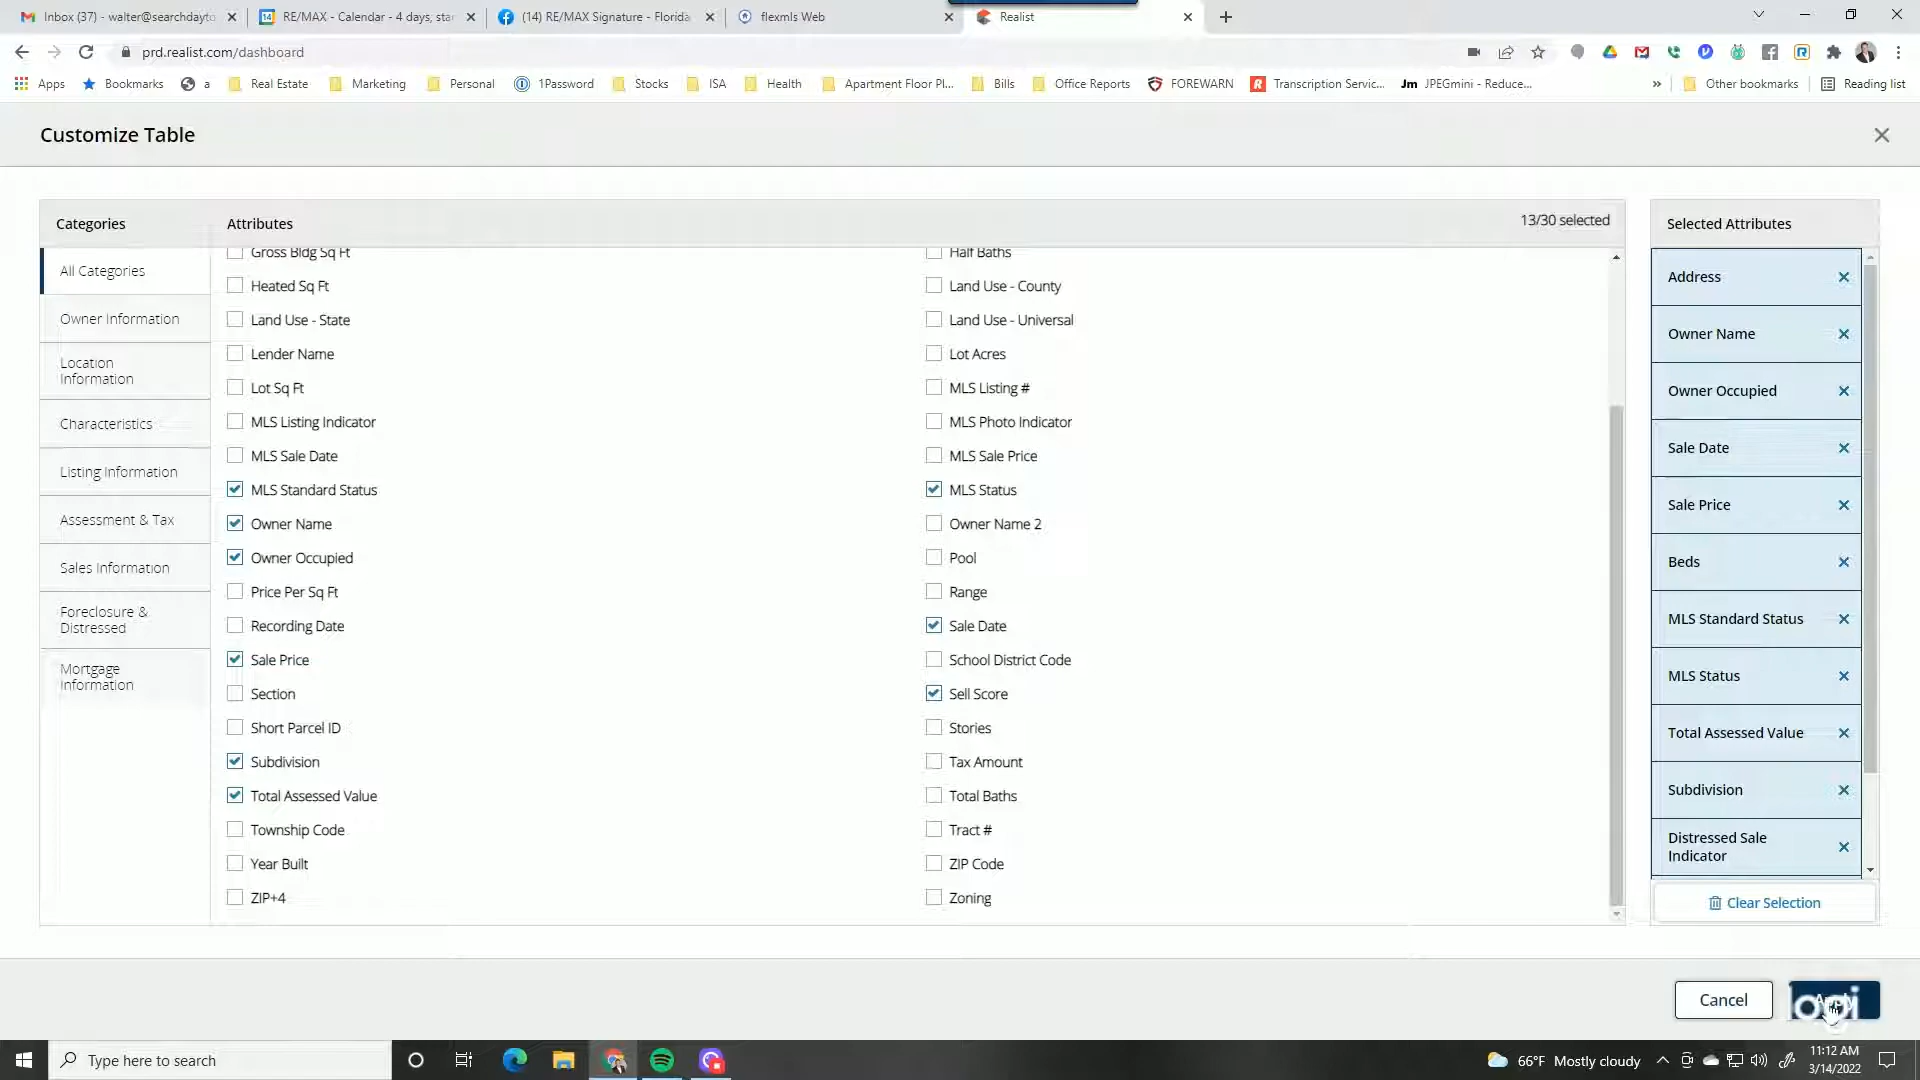 Inbox (37) - walter@searchdayto
RE/MAX - Calendar - 4 days, sta
(14) RE/MAX Signature - Florida
flexmls Web
Realist
prd.realist.com/dashboard
Apps
Bookmarks
a
Real Estate
Marketing
Personal
1Password
Stocks
ISA
Health
Apartment Floor Pl...
Bills
Office Reports
FOREWARN
Transcription Servic...
Jm JPEGmini - Reduce...
»
Other bookmarks
Reading list
Customize Table
Categories
Attributes
13/30 selected
Selected Attributes
All Categories
Owner Information
Location
Information
Characteristics
Listing Information
Assessment & Tax
Sales Information
Foreclosure &
Distressed
Mortgage
Information
Gross Bldg Sq Ft
Half Baths
Heated Sq Ft
Land Use - County
Land Use - State
Land Use - Universal
Lender Name
Lot Acres
Lot Sq Ft
MLS Listing #
MLS Listing Indicator
MLS Photo Indicator
MLS Sale Date
MLS Sale Price
MLS Standard Status
MLS Status
Owner Name
Owner Name 2
Owner Occupied
Pool
Price Per Sq Ft
Range
Recording Date
Sale Date
Sale Price
School District Code
Section
Sell Score
Short Parcel ID
Stories
Subdivision
Tax Amount
Total Assessed Value
Total Baths
Township Code
Tract #
Year Built
ZIP Code
ZIP+4
Zoning
Address
Owner Name
Owner Occupied
Sale Date
Sale Price
Beds
MLS Standard Status
MLS Status
Total Assessed Value
Subdivision
Distressed Sale
Indicator
Clear Selection
Cancel
Apply
logi
Type here to search
66°F Mostly cloudy
11:12 AM
3/14/2022